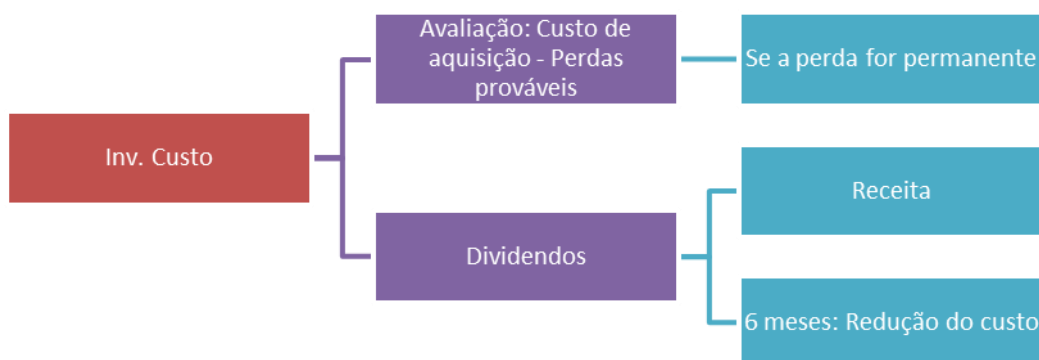 Inv. Custo
Avaliação: Custo de
aquisição - Perdas
prováveis
Se a perda for permanente
Dividendos
Receita
6 meses: Redução do custo